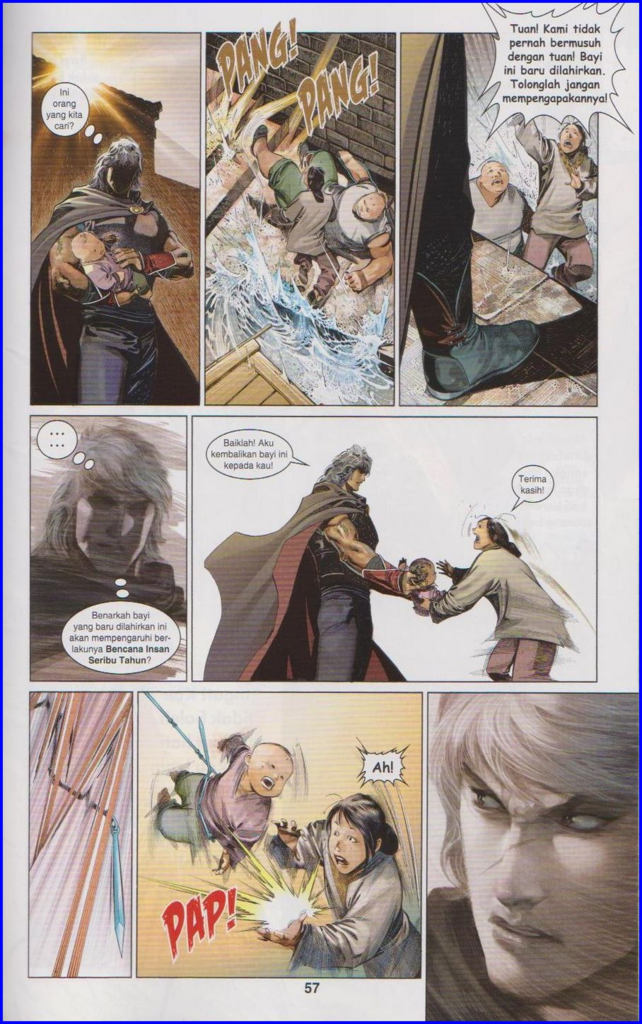 Ini
orang
yang kita
cari?
PANG!
PANG!
Tuan! Kami tidak
pernah bermusuh
dengan tuan! Bayi
ini baru dilahirkan.
Tolonglah jangan
mempengapakannya!
...
...
Benarkah bayi
yang baru dilahirkan ini
akan mempengaruhi ber-
lakunya Bencana Insan
Seribu Tahun?
Baiklah! Aku
kembalikan bayi ini
kepada kau!
Terima
kasih!
Ah!
PAP!
57